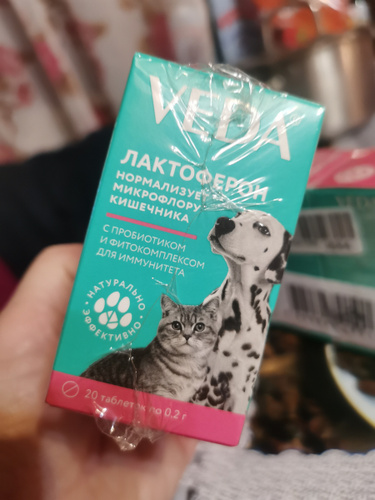 VEDA
ЛАКТОФЕРОН
НОРМАЛИЗУЕТ
МИКРОФЛОРУ
КИШЕЧНИКА
С ПРОБИОТИКОМ
И ФИТОКОМПЛЕКСОМ
ДЛЯ ИММУНИТЕТА
НАТУРАЛЬНО
ЭФФЕКТИВНО
20 таблеток по 0,2 г